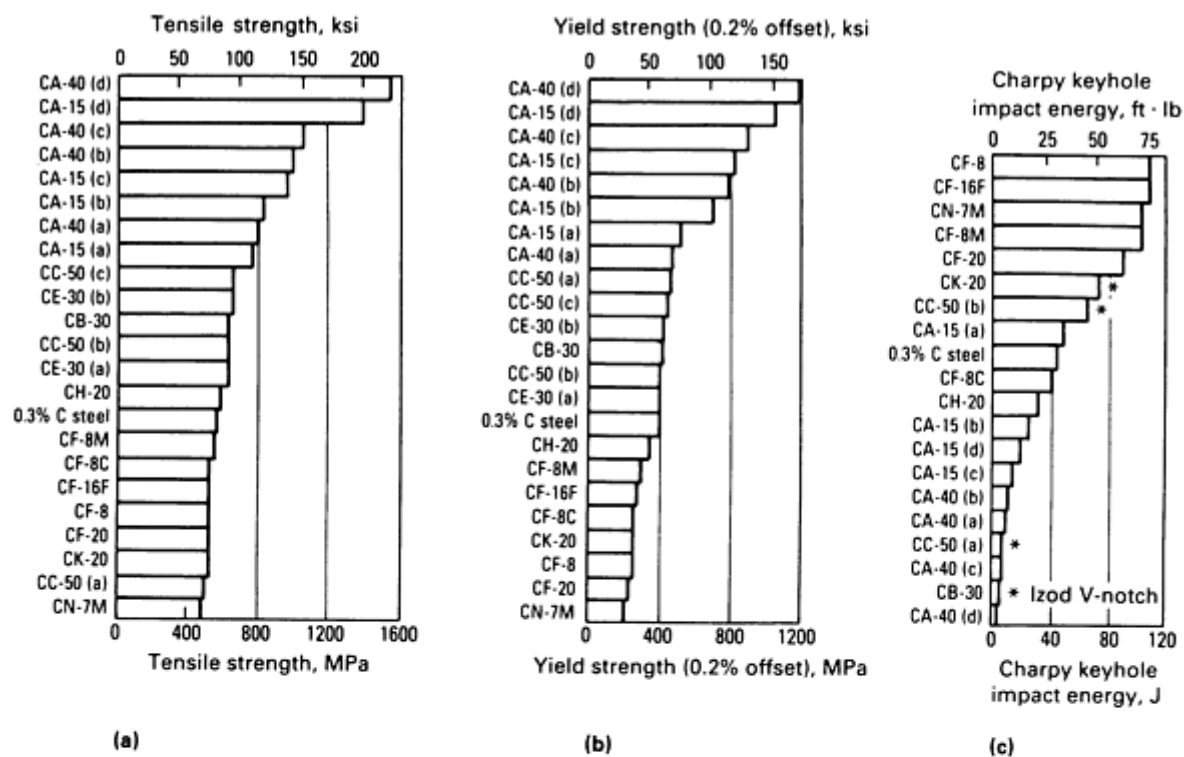 Tensile strength, ksi
0 50 100 150 200
CA-40 (d)
CA-15 (d)
CA-40 (c)
CA-40 (b)
CA-15 (c)
CA-15 (b)
CA-40 (a)
CA-15 (a)
CC-50 (c)
CE-30 (b)
CB-30
CC-50 (b)
CE-30 (a)
CH-20
0.3% C steel
CF-8M
CF-8C
CF-16F
CF-8
CF-20
CK-20
CC-50 (a)
CN-7M
0 400 800 1200 1600
Tensile strength, MPa
(a)
Yield strength (0.2% offset), ksi
0 50 100 150
CA-40 (d)
CA-15 (d)
CA-40 (c)
CA-15 (c)
CA-40 (b)
CA-15 (b)
CA-15 (a)
CA-40 (a)
CC-50 (a)
CC-50 (c)
CE-30 (b)
CB-30
CC-50 (b)
CE-30 (a)
0.3% C steel
CH-20
CF-8M
CF-16F
CF-8C
CK-20
CF-8
CF-20
CN-7M
0 400 800 1200
Yield strength (0.2% offset), MPa
(b)
Charpy keyhole
impact energy, ft · lb
0 25 50 75
CF-8
CF-16F
CN-7M
CF-8M
CF-20
CK-20 *
CC-50 (b) *
CA-15 (a)
0.3% C steel
CF-8C
CH-20
CA-15 (b)
CA-15 (d)
CA-15 (c)
CA-40 (b)
CA-40 (a)
CC-50 (a) *
CA-40 (c)
CB-30 * Izod V-notch
CA-40 (d)
0 40 80 120
Charpy keyhole
impact energy, J
(c)